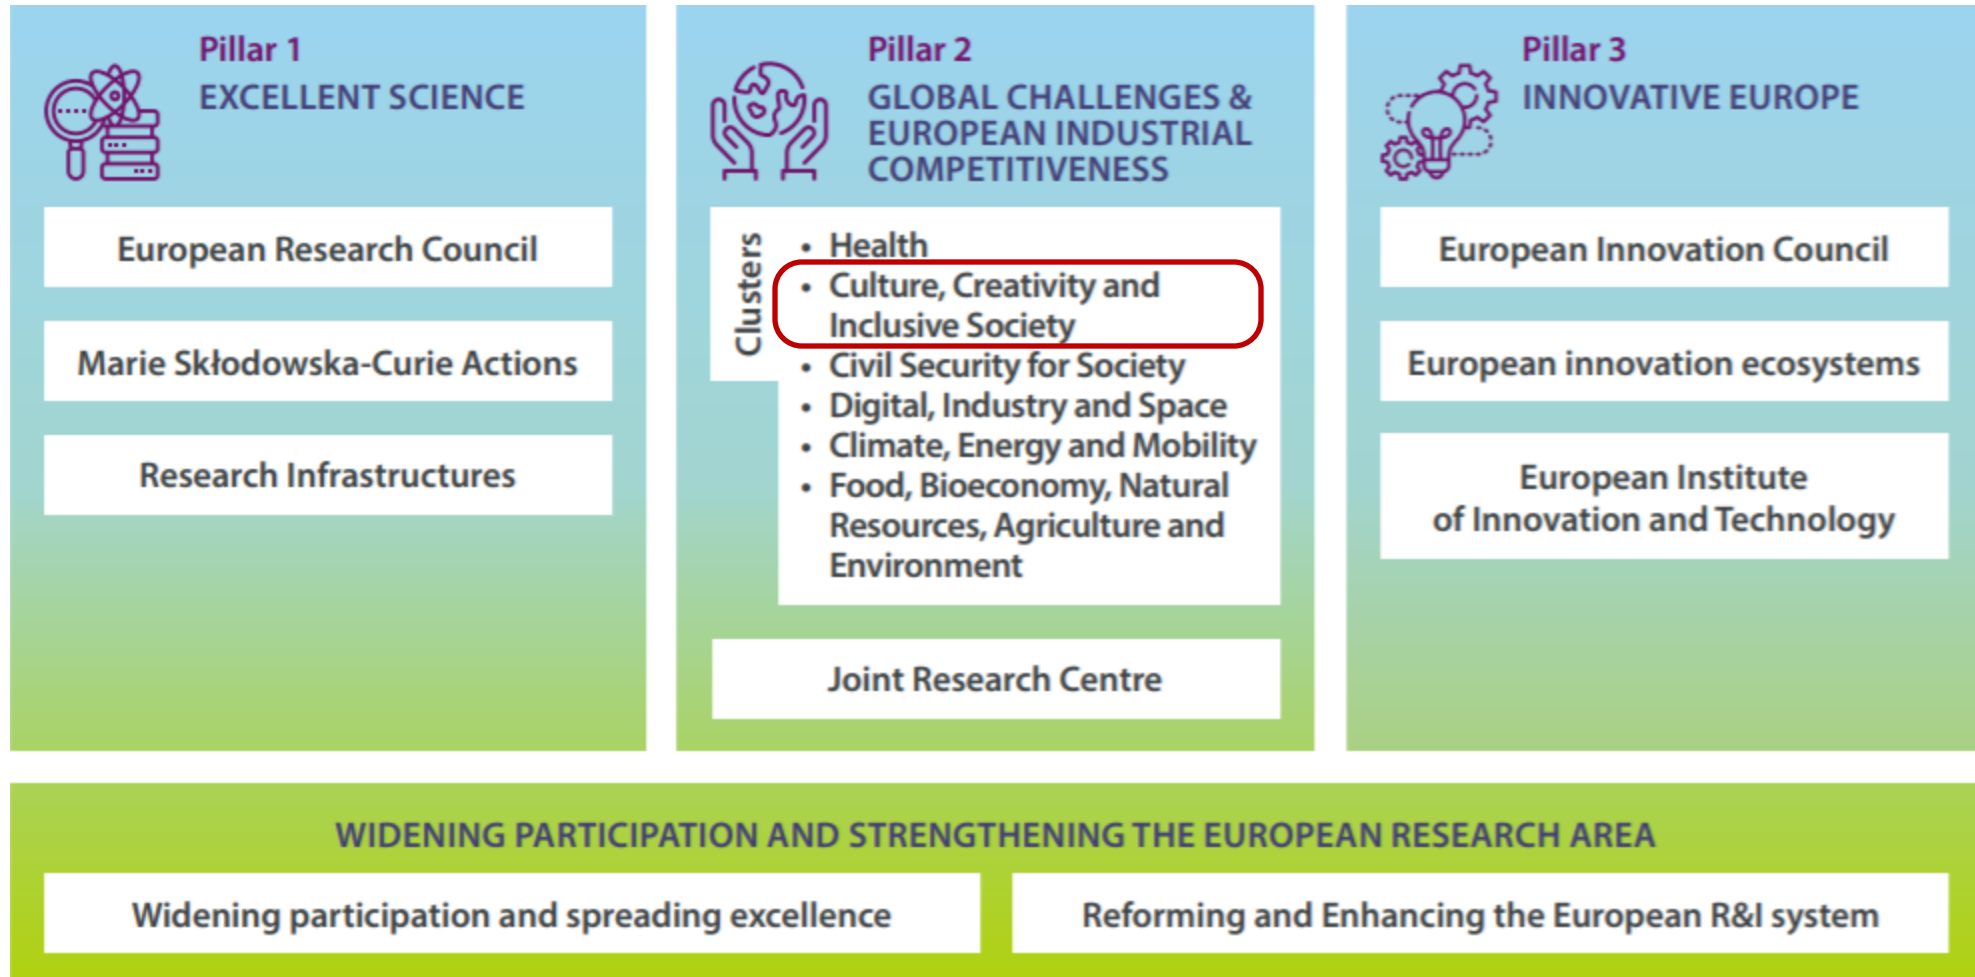 Pillar 1
EXCELLENT SCIENCE
European Research Council
Marie Skłodowska-Curie Actions
Research Infrastructures
Pillar 2
GLOBAL CHALLENGES &
EUROPEAN INDUSTRIAL
COMPETITIVENESS
Clusters
• Health
• Culture, Creativity and
Inclusive Society
• Civil Security for Society
• Digital, Industry and Space
• Climate, Energy and Mobility
• Food, Bioeconomy, Natural
Resources, Agriculture and
Environment
Joint Research Centre
Pillar 3
INNOVATIVE EUROPE
European Innovation Council
European innovation ecosystems
European Institute
of Innovation and Technology
WIDENING PARTICIPATION AND STRENGTHENING THE EUROPEAN RESEARCH AREA
Widening participation and spreading excellence
Reforming and Enhancing the European R&I system